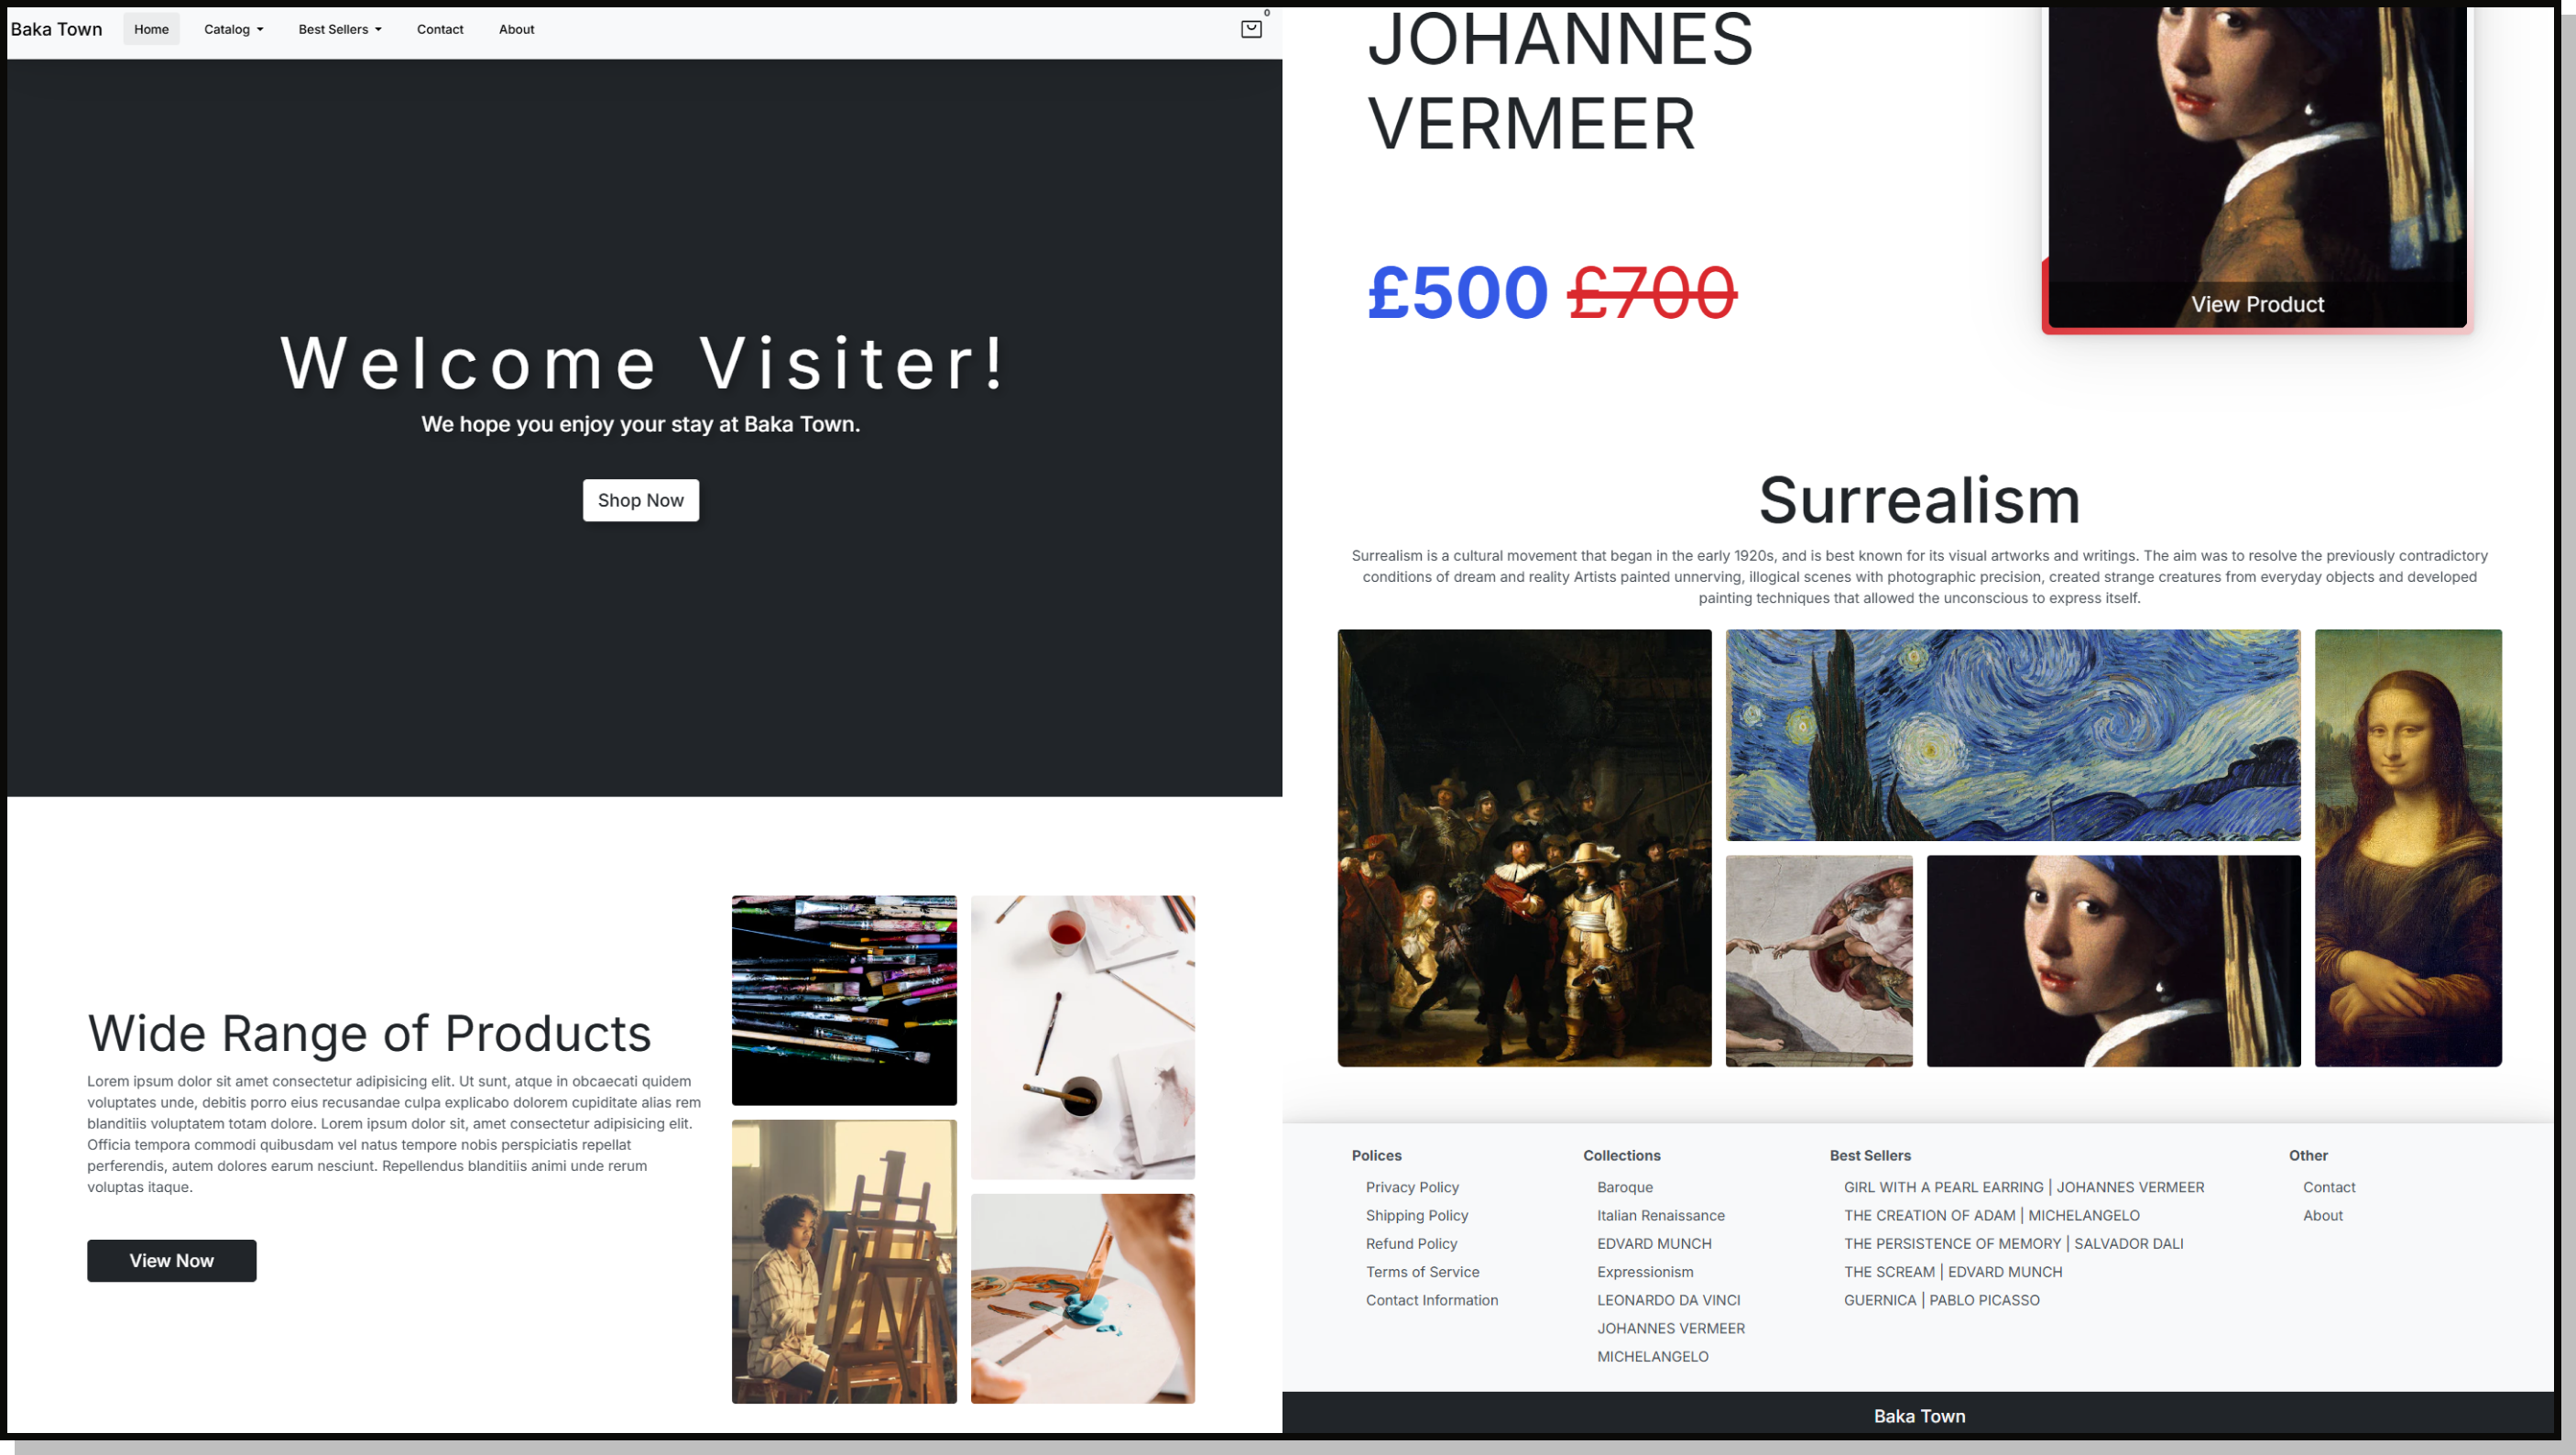 Baka Town
Home
Catalog
Best Sellers
Contact
About
0
Welcome Visiter!
We hope you enjoy your stay at Baka Town.
Shop Now
Wide Range of Products
Lorem ipsum dolor sit amet consectetur adipisicing elit. Ut sunt, atque in obcaecati quidem
voluptates unde, debitis porro eius recusandae culpa explicabo dolorem cupiditate alias rem
blanditiis voluptatem totam dolore. Lorem ipsum dolor sit, amet consectetur adipisicing elit.
Officia tempora commodi quibusdam vel natus tempore nobis perspiciatis repellat
perferendis, autem dolores earum nesciunt. Repellendus blanditiis animi unde rerum
voluptas itaque.
View Now
JOHANNES
VERMEER
£500 £700
View Product
Surrealism
Surrealism is a cultural movement that began in the early 1920s, and is best known for its visual artworks and writings. The aim was to resolve the previously contradictory
conditions of dream and reality Artists painted unnerving, illogical scenes with photographic precision, created strange creatures from everyday objects and developed
painting techniques that allowed the unconscious to express itself.
Polices
Privacy Policy
Shipping Policy
Refund Policy
Terms of Service
Contact Information
Collections
Baroque
Italian Renaissance
EDVARD MUNCH
Expressionism
LEONARDO DA VINCI
JOHANNES VERMEER
MICHELANGELO
Best Sellers
GIRL WITH A PEARL EARRING | JOHANNES VERMEER
THE CREATION OF ADAM | MICHELANGELO
THE PERSISTENCE OF MEMORY | SALVADOR DALI
THE SCREAM | EDVARD MUNCH
GUERNICA | PABLO PICASSO
Other
Contact
About
Baka Town